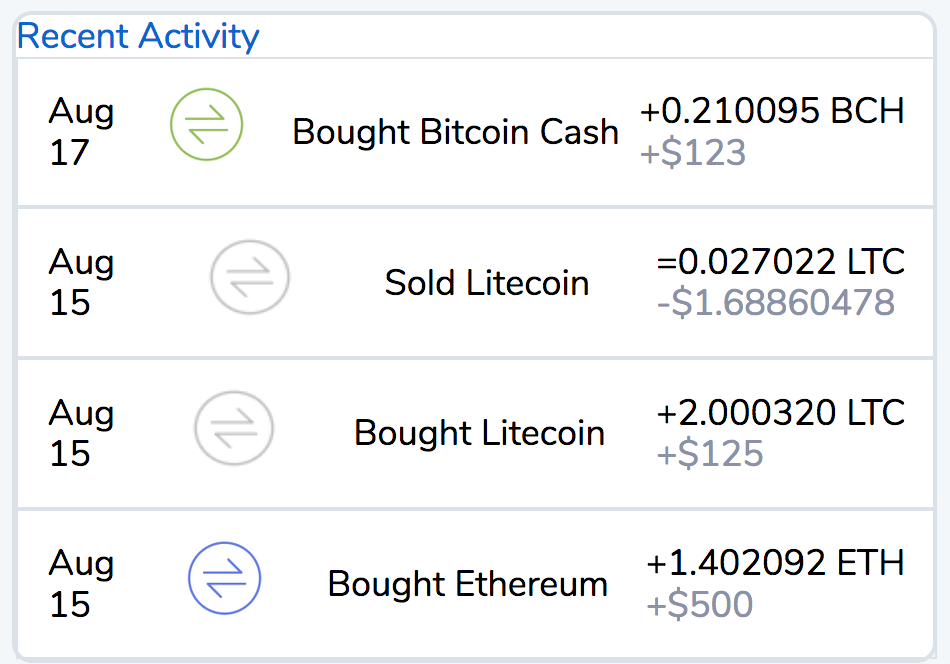 Recent Activity
Aug
17
Bought Bitcoin Cash
+0.210095 BCH
+$123
Aug
15
Sold Litecoin
=0.027022 LTC
-$1.68860478
Aug
15
Bought Litecoin
+2.000320 LTC
+$125
Aug
15
Bought Ethereum
+1.402092 ETH
+$500